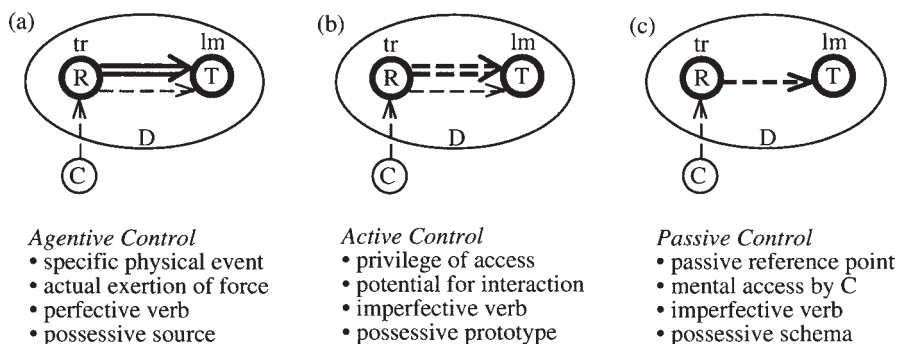 (a)
tr
lm
R
T
D
C
Agentive Control
• specific physical event
• actual exertion of force
• perfective verb
• possessive source
(b)
tr
lm
R
T
D
C
Active Control
• privilege of access
• potential for interaction
• imperfective verb
• possessive prototype
(c)
tr
lm
R
T
D
C
Passive Control
• passive reference point
• mental access by C
• imperfective verb
• possessive schema